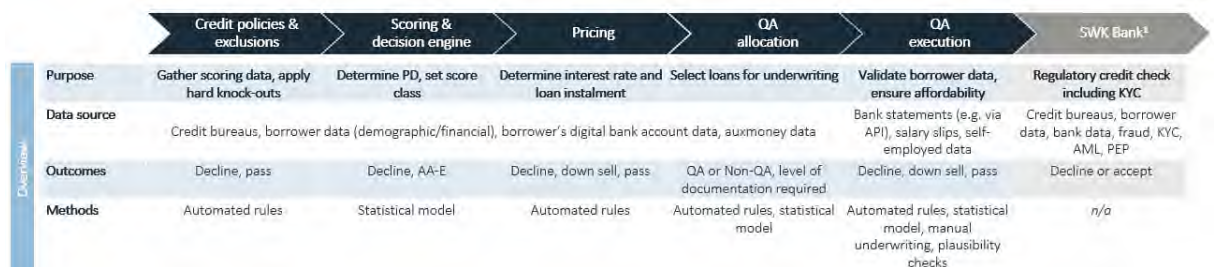 Credit policies &
exclusions
Scoring &
decision engine
Pricing
QA
allocation
QA
execution
SWK Bank¹
Overview
Purpose
Gather scoring data, apply
hard knock-outs
Determine PD, set score
class
Determine interest rate and
loan instalment
Select loans for underwriting
Validate borrower data,
ensure affordability
Regulatory credit check
including KYC
Data source
Credit bureaus, borrower data (demographic/financial), borrower's digital bank account data, auxmoney data
Bank statements (e.g. via
API), salary slips, self-
employed data
Credit bureaus, borrower
data, bank data, fraud, KYC,
AML, PEP
Outcomes
Decline, pass
Decline, AA-E
Decline, down sell, pass
QA or Non-QA, level of
documentation required
Decline, down sell, pass
Decline or accept
Methods
Automated rules
Statistical model
Automated rules
Automated rules, statistical
model
Automated rules, statistical
model, manual
underwriting, plausibility
checks
n/a